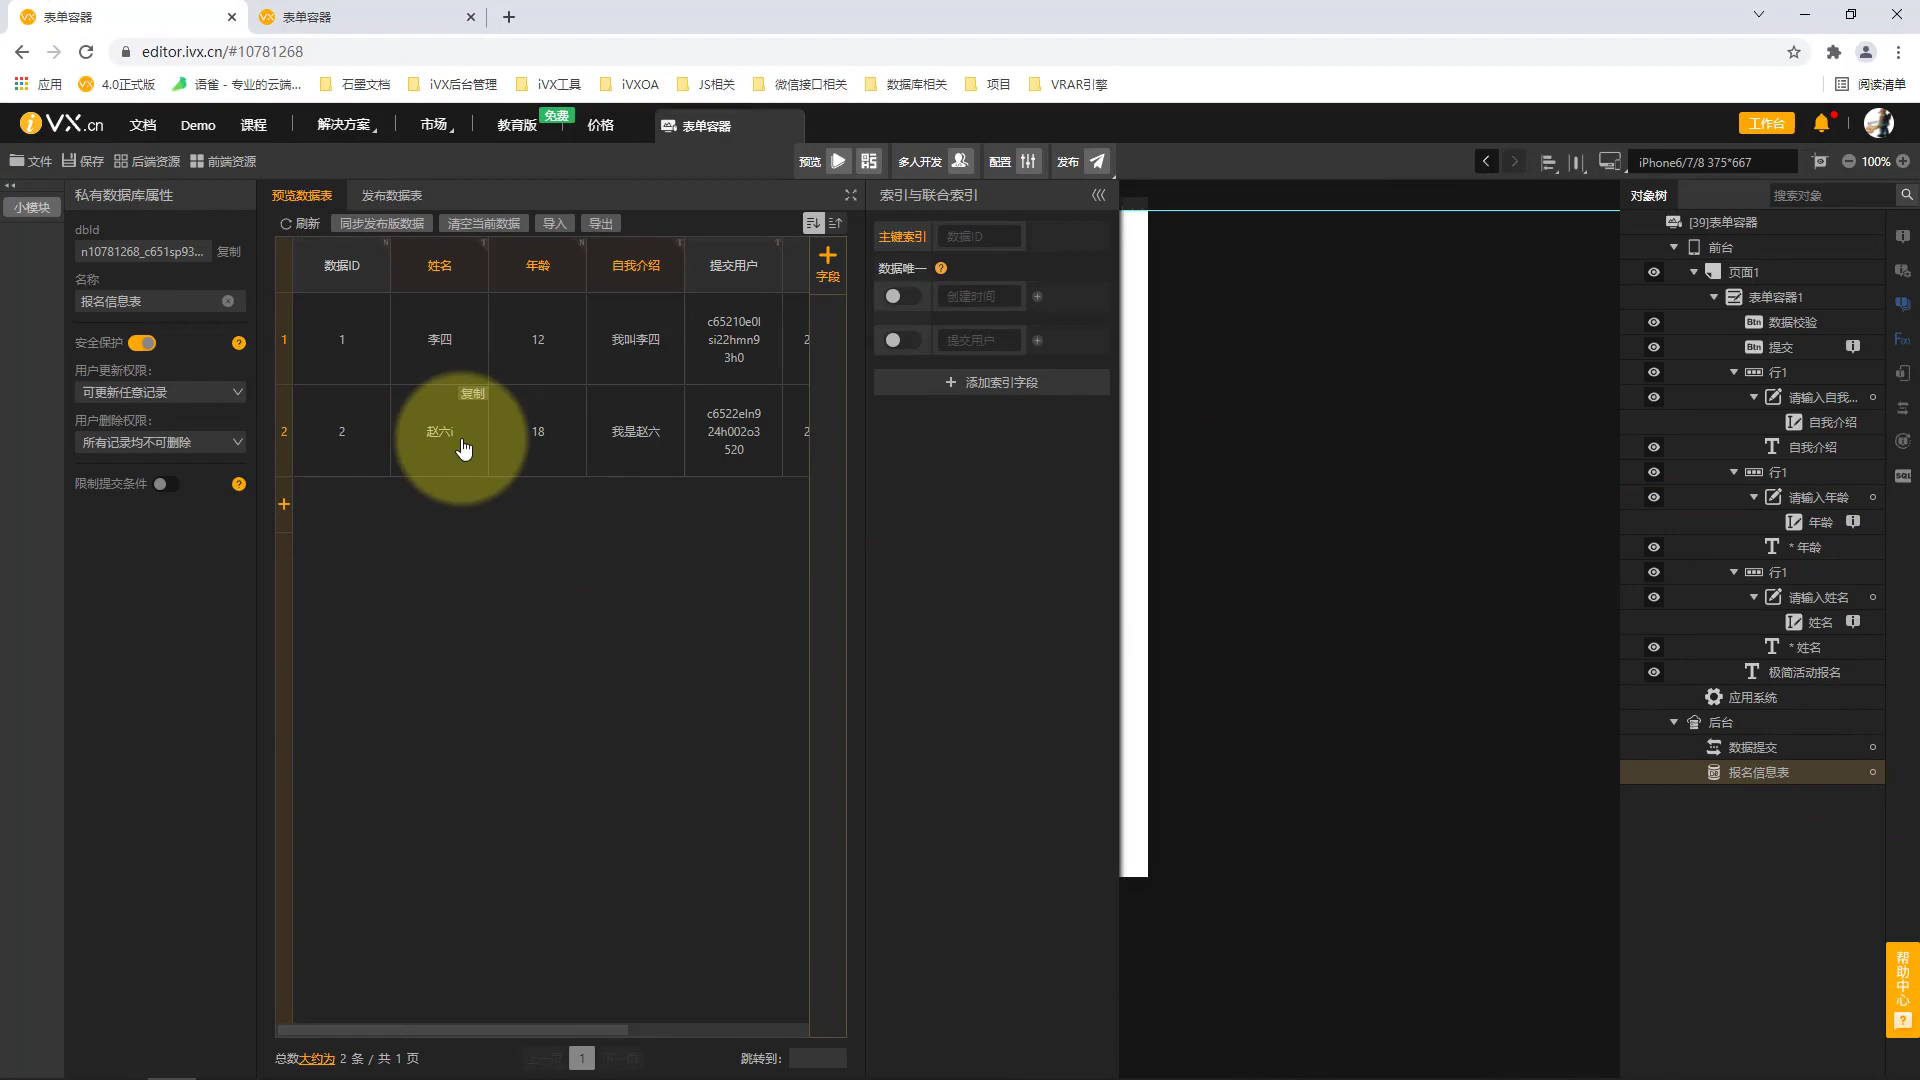 表单容器
表单容器
editor.ivx.cn/#10781268
应用
4.0正式版
语雀 - 专业的云端...
石墨文档
iVX后台管理
iVX工具
iVXOA
JS相关
微信接口相关
数据库相关
项目
VRAR引擎
阅读清单
iVX.cn
文档
Demo
课程
解决方案
市场
教育版
免费
价格
表单容器
工作台
文件
保存
后端资源
前端资源
预览
多人开发
配置
发布
iPhone6/7/8 375*667
100%
小模块
私有数据库属性
dbId
n10781268_c651sp93...
复制
名称
报名信息表
安全保护
用户更新权限:
可更新任意记录
用户删除权限:
所有记录均不可删除
限制提交条件
预览数据表
发布数据表
刷新
同步发布版数据
清空当前数据
导入
导出
数据ID
N
姓名
T
年龄
N
自我介绍
T
提交用户
T
字段
1
1
李四
12
我叫李四
c65210e0l
si22hmn9
3h0
2
复制
2
2
赵六i
18
我是赵六
c6522eln9
24h002o3
520
2
总数大约为 2 条 / 共 1 页
上一页
1
下一页
跳转到:
索引与联合索引
主键索引
数据ID
数据唯一
创建时间
提交用户
添加索引字段
对象树
搜索对象
[39]表单容器
前台
页面1
表单容器1
Btn 数据校验
Btn 提交
行1
请输入自我...
自我介绍
自我介绍
行1
请输入年龄
年龄
* 年龄
行1
请输入姓名
姓名
* 姓名
极简活动报名
应用系统
后台
数据提交
报名信息表
F(x)
SQL
帮助中心